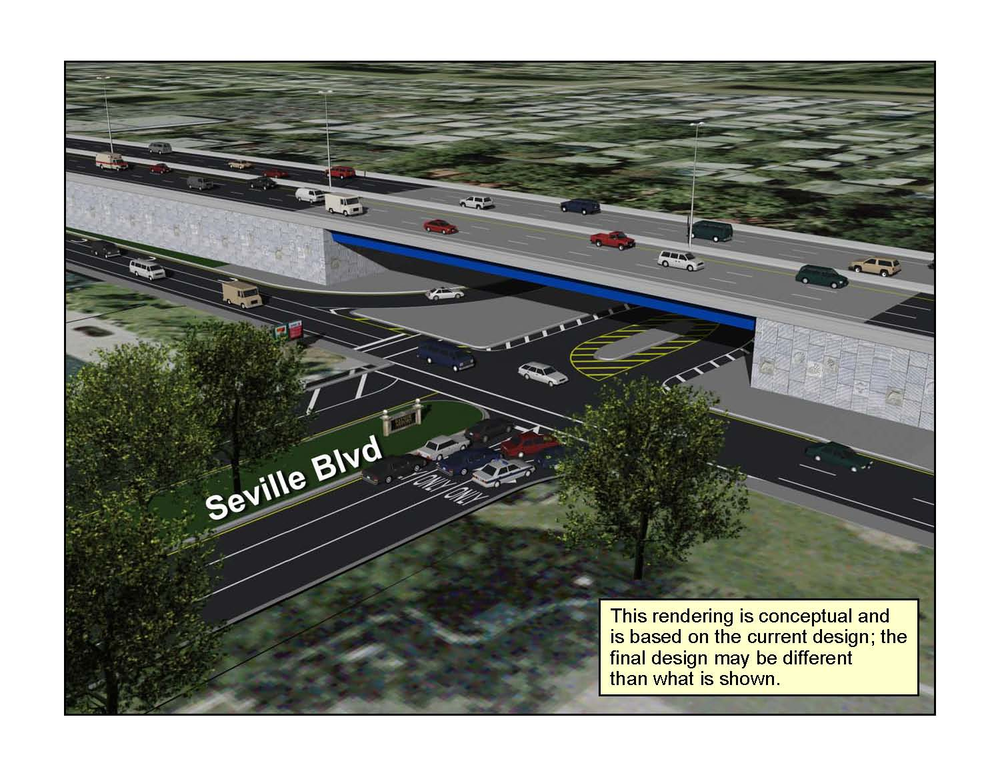 Seville Blvd
ONLY ONLY
This rendering is conceptual and
is based on the current design; the
final design may be different
than what is shown.